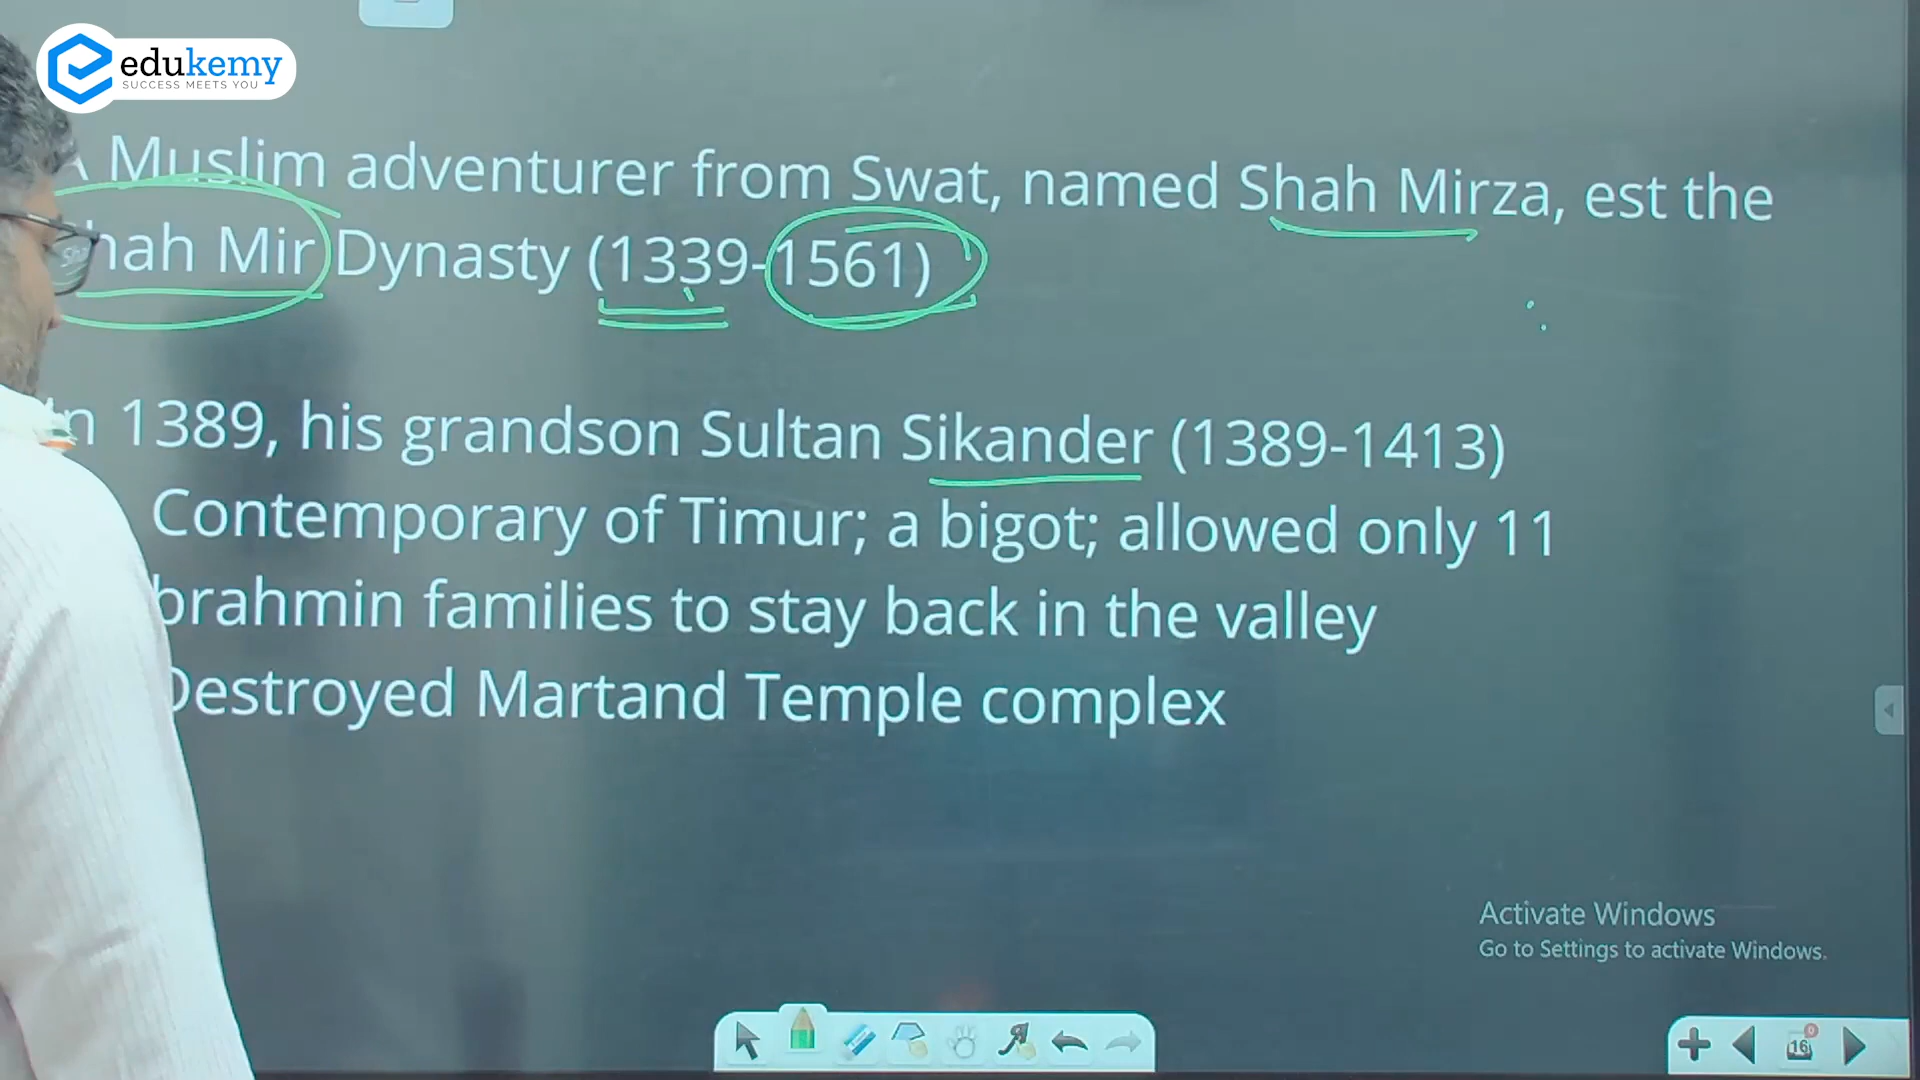 edukemy
SUCCESS MEETS YOU
A Muslim adventurer from Swat, named Shah Mirza, est the
hah Mir Dynasty (1339-1561)
In 1389, his grandson Sultan Sikander (1389-1413)
Contemporary of Timur; a bigot; allowed only 11
brahmin families to stay back in the valley
Destroyed Martand Temple complex
Activate Windows
Go to Settings to activate Windows.
0
16